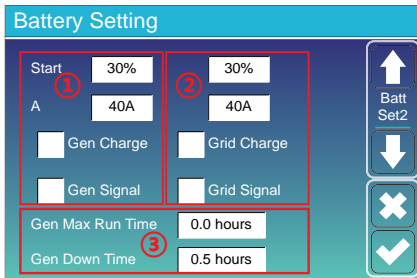 Battery Setting
Start 30% 30%
① ②
A 40A 40A
Batt
Set2
Gen Charge Grid Charge
Gen Signal Grid Signal
Gen Max Run Time 0.0 hours
③
Gen Down Time 0.5 hours